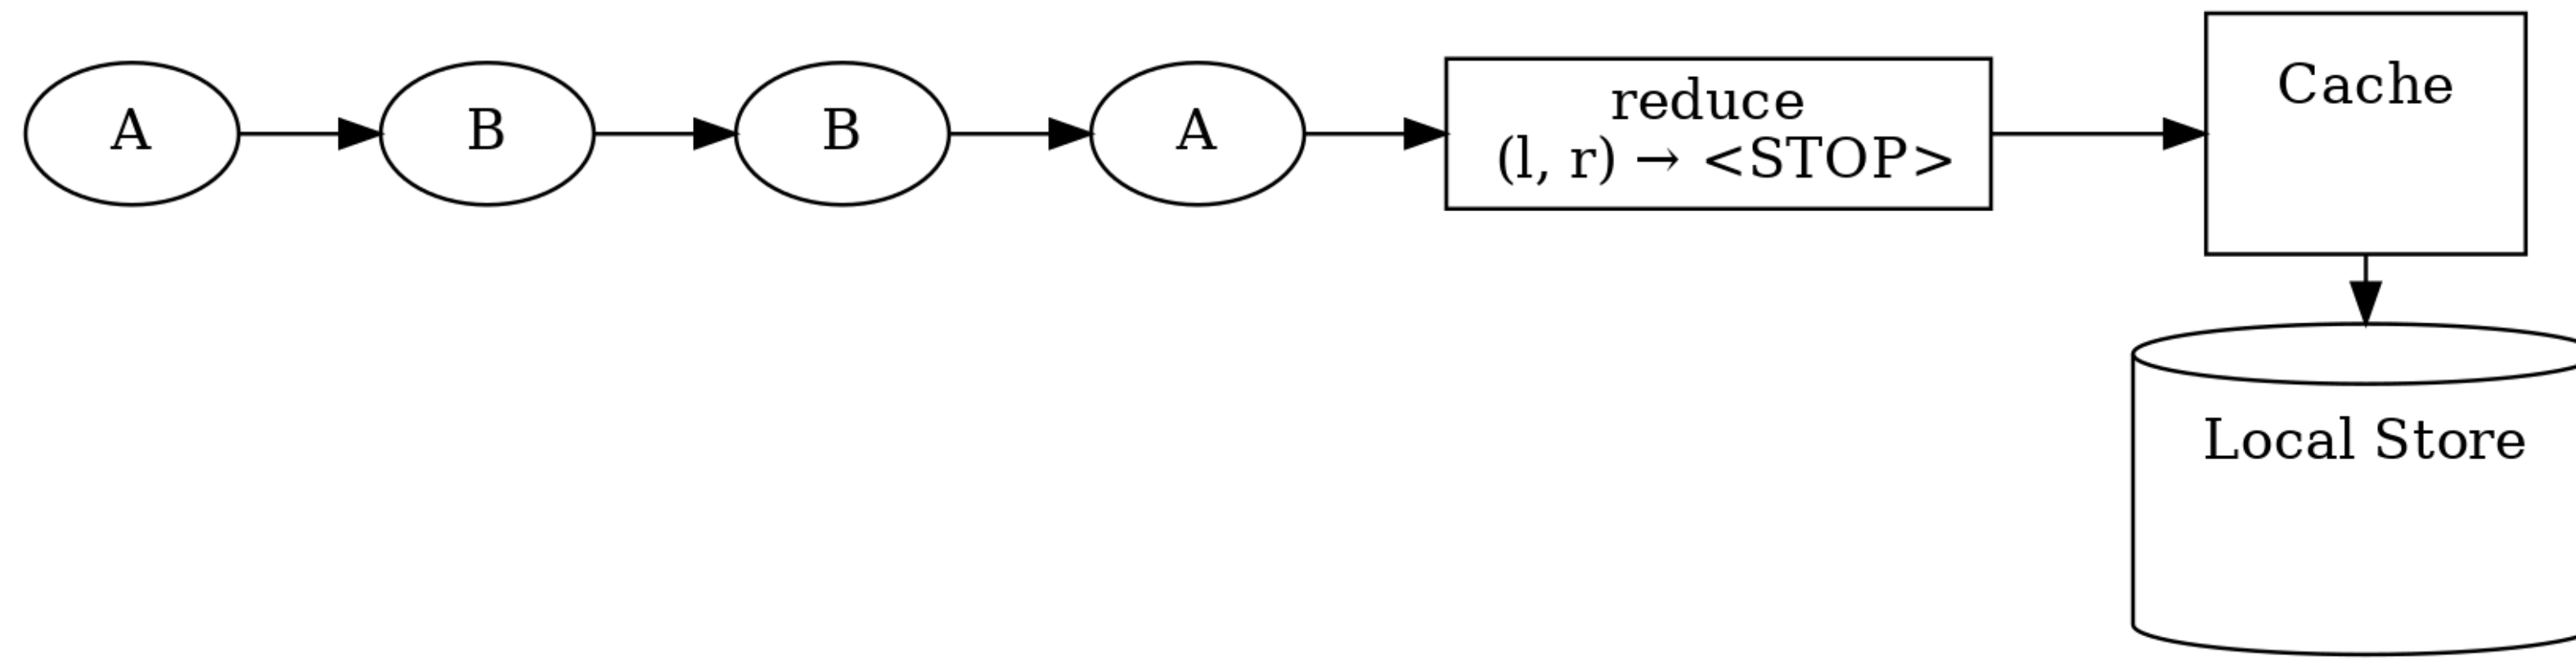 A
B
B
A
reduce
(l, r) → <STOP>
Cache
Local Store